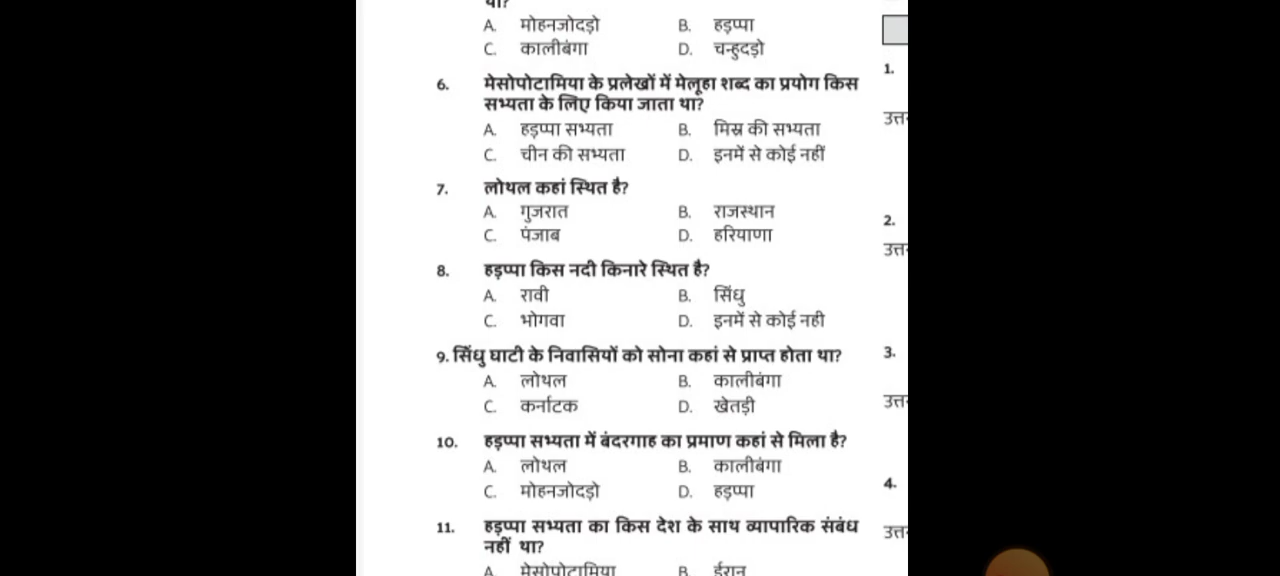 था?
A. मोहनजोदड़ो B. हड़प्पा
C. कालीबंगा D. चन्हुदड़ो
6. मेसोपोटामिया के प्रलेखों में मेलूहा शब्द का प्रयोग किस
सभ्यता के लिए किया जाता था?
A. हड़प्पा सभ्यता B. मिस्र की सभ्यता
C. चीन की सभ्यता D. इनमें से कोई नहीं
7. लोथल कहां स्थित है?
A. गुजरात B. राजस्थान
C. पंजाब D. हरियाणा
8. हड़प्पा किस नदी किनारे स्थित है?
A. रावी B. सिंधु
C. भोगवा D. इनमें से कोई नही
9. सिंधु घाटी के निवासियों को सोना कहां से प्राप्त होता था?
A. लोथल B. कालीबंगा
C. कर्नाटक D. खेतड़ी
10. हड़प्पा सभ्यता में बंदरगाह का प्रमाण कहां से मिला है?
A. लोथल B. कालीबंगा
C. मोहनजोदड़ो D. हड़प्पा
11. हड़प्पा सभ्यता का किस देश के साथ व्यापारिक संबंध
नहीं था?
A. मेसोपोटामिया B. ईरान
1.
2.
3.
4.